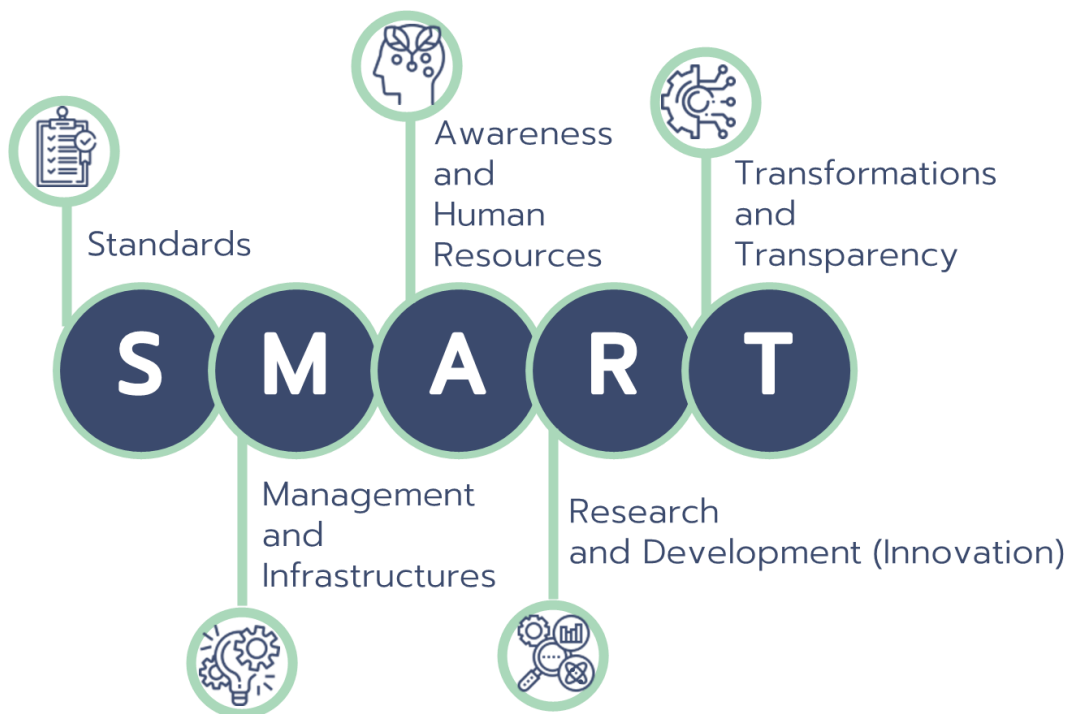 Standards
Awareness
and
Human
Resources
Transformations
and
Transparency
S M A R T
Management
and
Infrastructures
Research
and Development (Innovation)